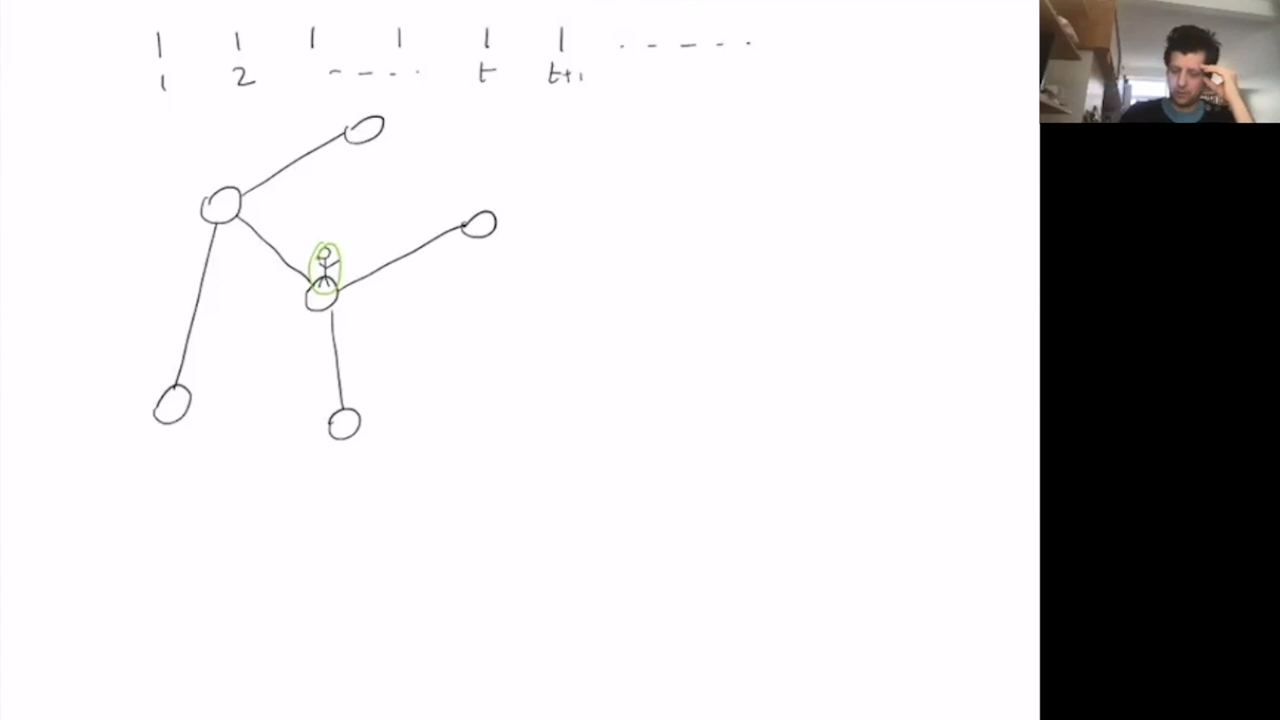 | | | | | | . - - - - .
1 2 - - - . t t+1